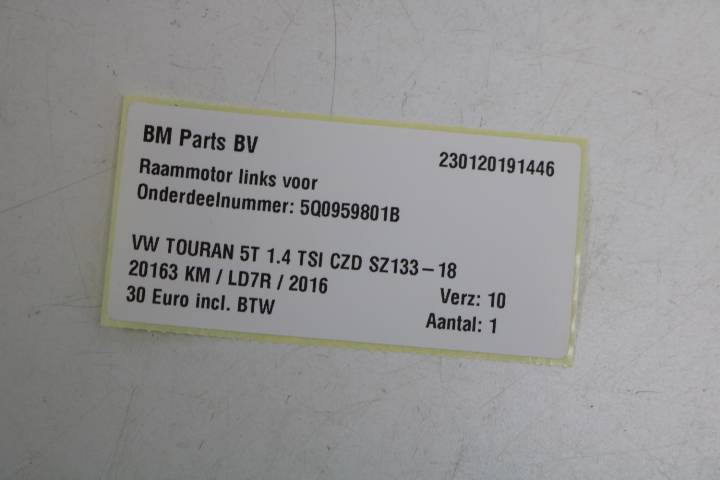 BM Parts BV 230120191446
Raammotor links voor
Onderdeelnummer: 5Q0959801B
VW TOURAN 5T 1.4 TSI CZD SZ133-18
20163 KM / LD7R / 2016 Verz: 10
30 Euro incl. BTW Aantal: 1